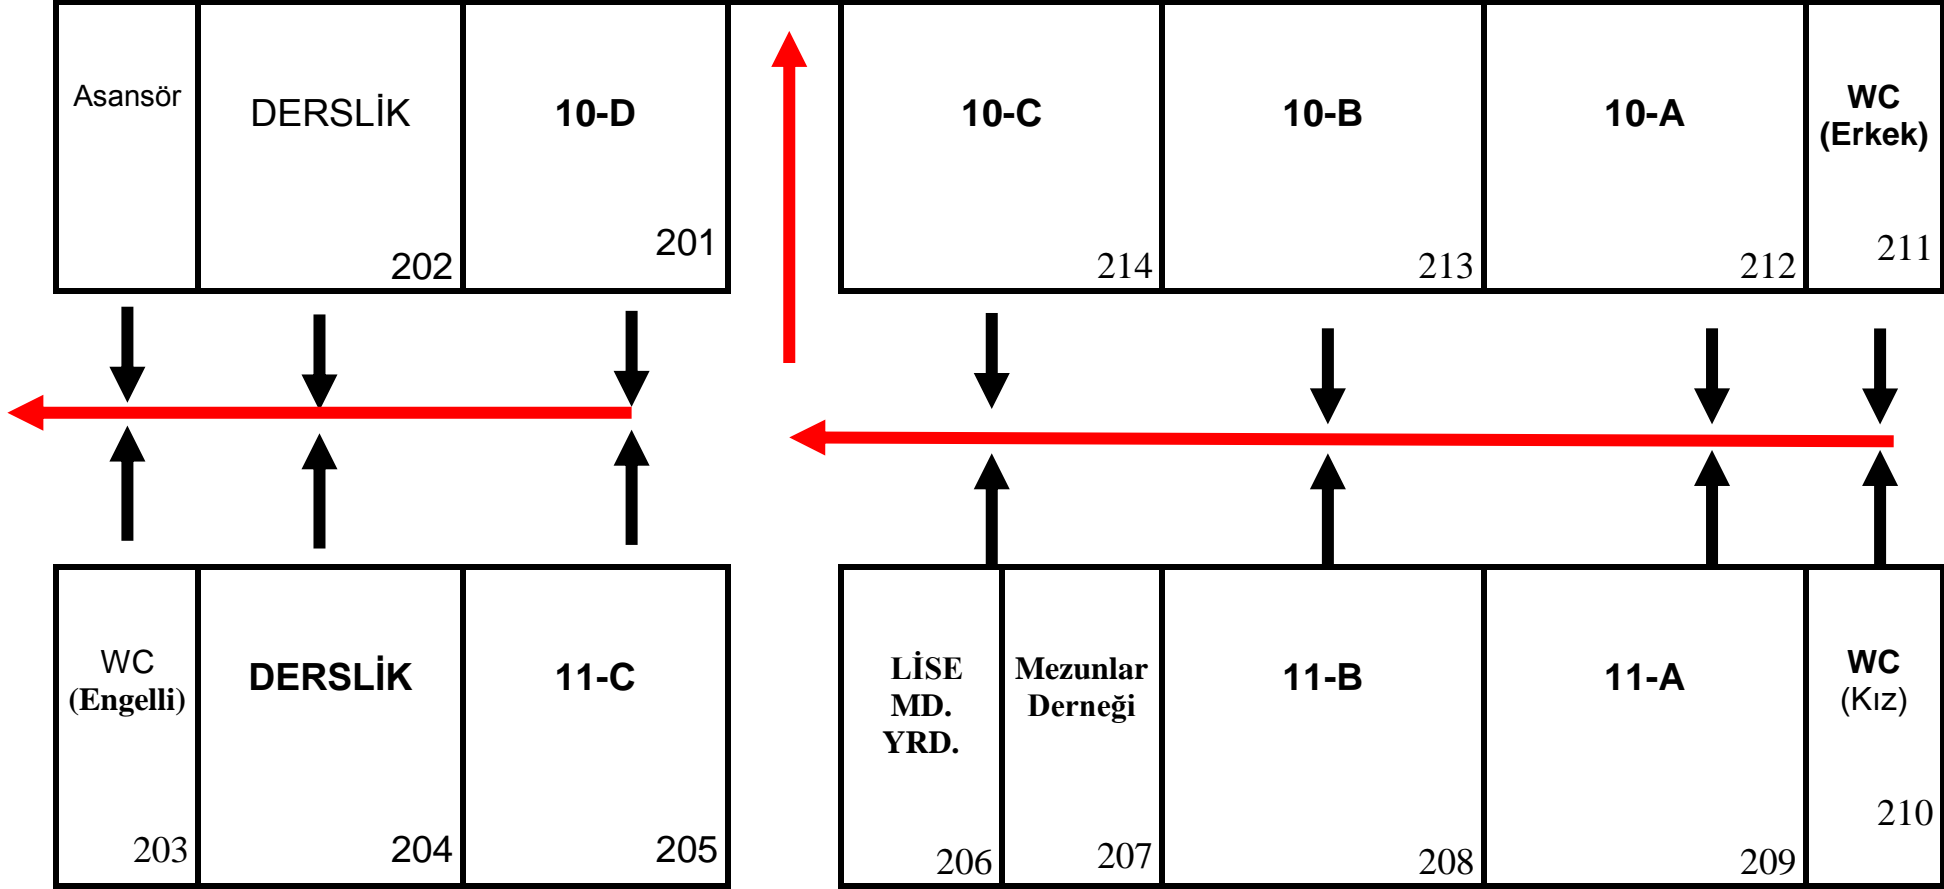 Asansör
DERSLİK
202
10-D
201
10-C
214
10-B
213
10-A
212
WC
(Erkek)
211
WC
(Engelli)
203
DERSLİK
204
11-C
205
LİSE
MD.
YRD.
206
Mezunlar
Derneği
207
11-B
208
11-A
209
WC
(Kız)
210